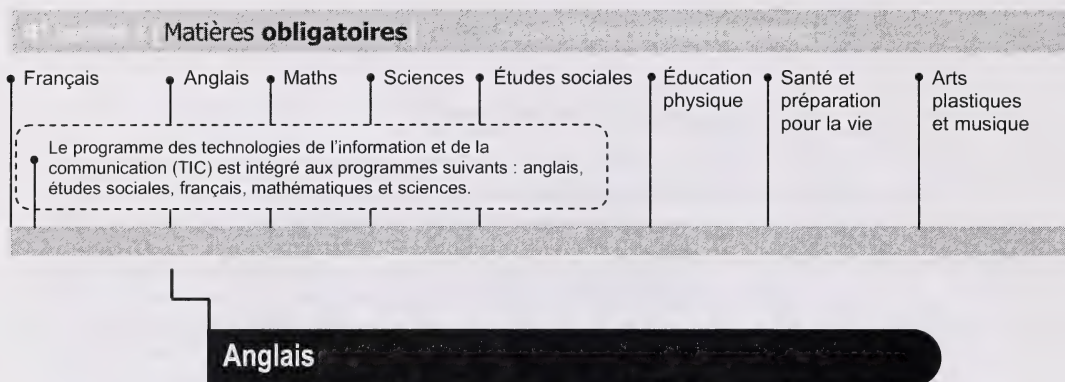 Matières obligatoires
Français
Anglais
Maths
Sciences
Études sociales
Éducation
physique
Santé et
préparation
pour la vie
Arts
plastiques
et musique
Le programme des technologies de l'information et de la
communication (TIC) est intégré aux programmes suivants : anglais,
études sociales, français, mathématiques et sciences.
Anglais